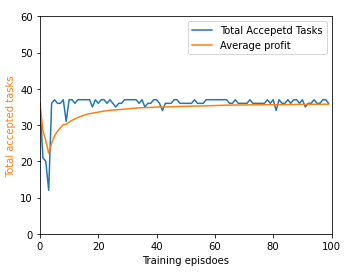 Total Accepetd Tasks
Average profit
Total accepted tasks
60
50
40
30
20
10
0
0 20 40 60 80 100
Training episdoes